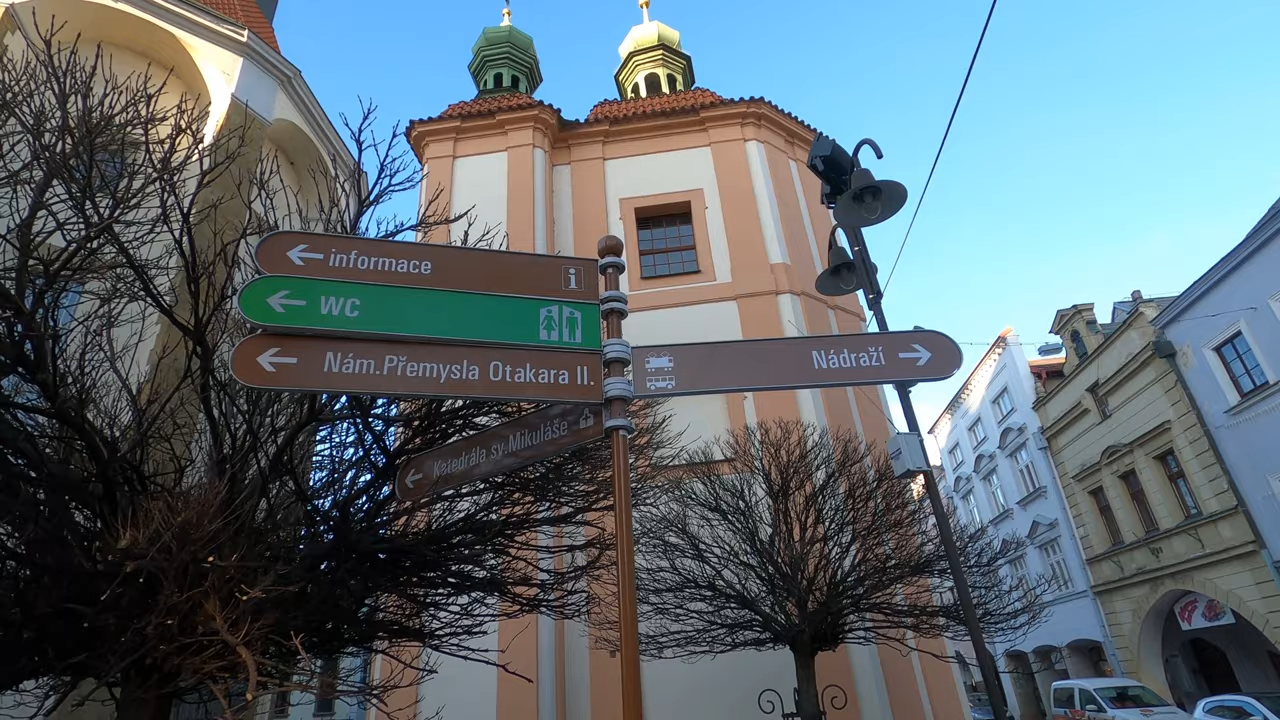 informace
i
WC
Nám.Přemysla Otakara II.
Nádraží
Katedrála sv.Mikuláše